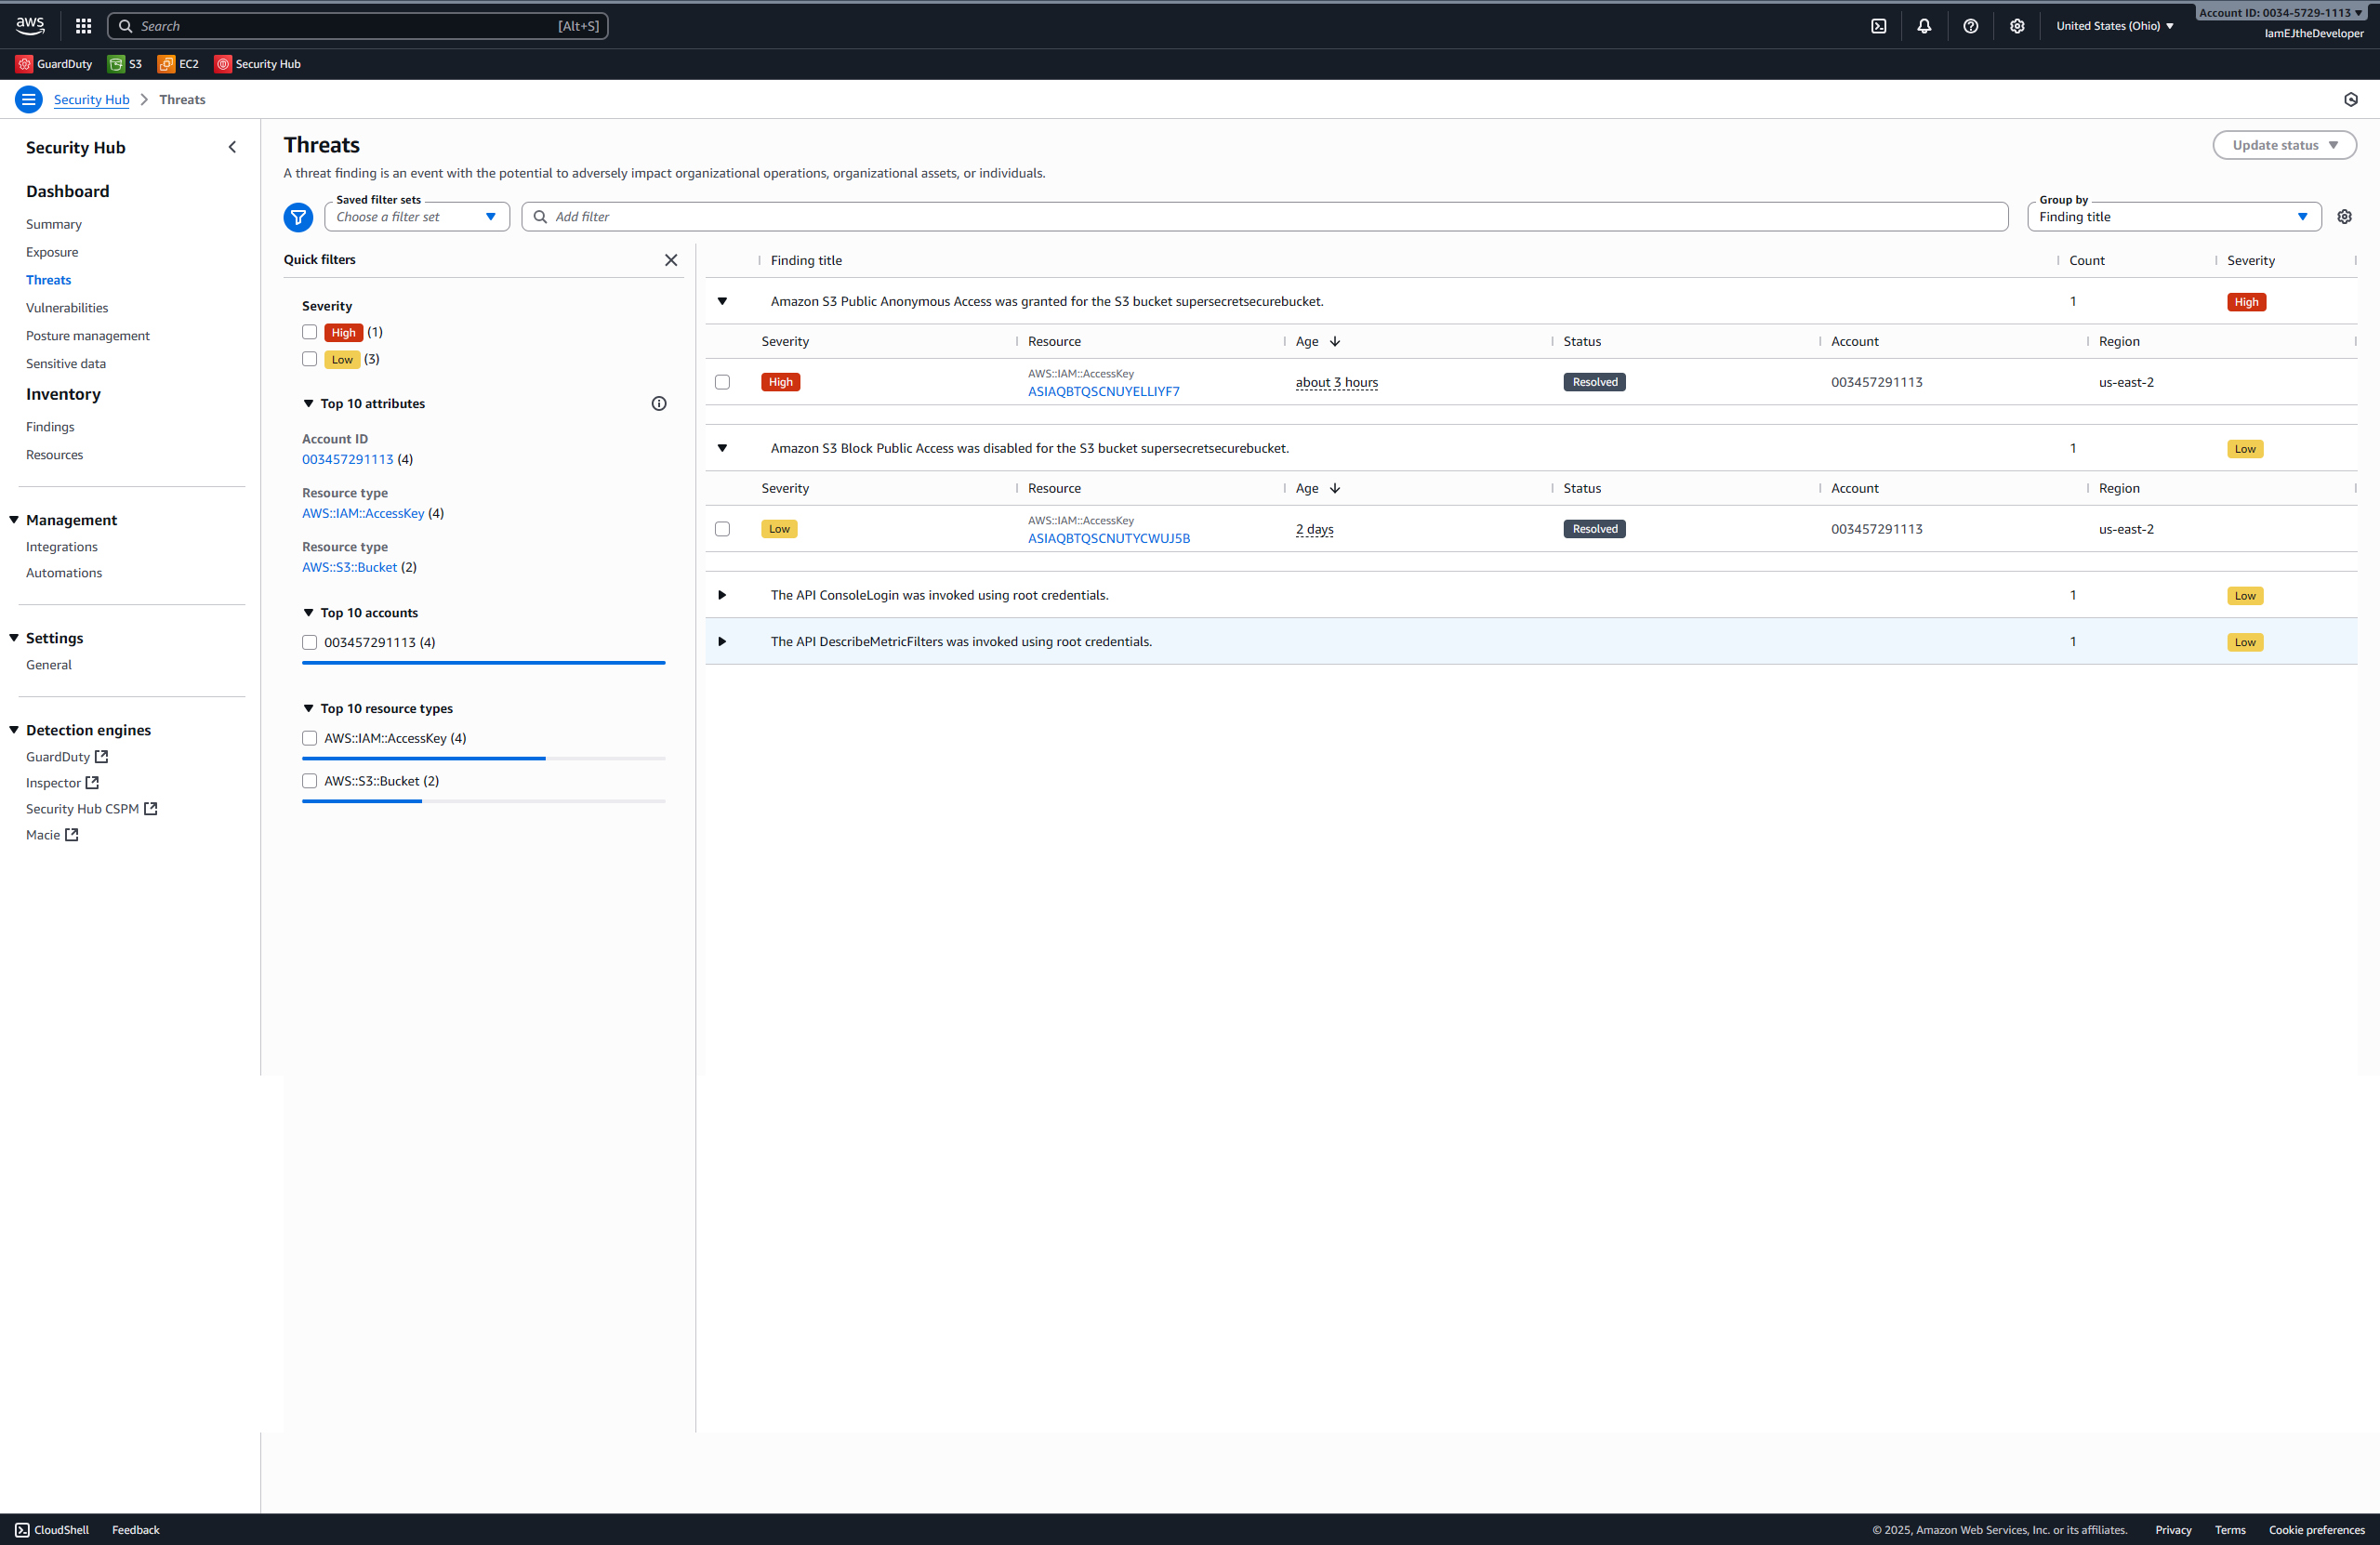 aws
Search
[Alt+S]
United States (Ohio)
Account ID: 0034-5729-1113
IamEJtheDeveloper
GuardDuty
S3
EC2
Security Hub
Security Hub
Threats
Security Hub
Dashboard
Summary
Exposure
Threats
Vulnerabilities
Posture management
Sensitive data
Inventory
Findings
Resources
Management
Integrations
Automations
Settings
General
Detection engines
GuardDuty
Inspector
Security Hub CSPM
Macie
Threats
Update status
A threat finding is an event with the potential to adversely impact organizational operations, organizational assets, or individuals.
Saved filter sets
Choose a filter set
Add filter
Group by
Finding title
Quick filters
Severity
High (1)
Low (3)
Top 10 attributes
Account ID
003457291113 (4)
Resource type
AWS::IAM::AccessKey (4)
Resource type
AWS::S3::Bucket (2)
Top 10 accounts
003457291113 (4)
Top 10 resource types
AWS::IAM::AccessKey (4)
AWS::S3::Bucket (2)
Finding title Count Severity
Amazon S3 Public Anonymous Access was granted for the S3 bucket supersecretsecurebucket. 1 High
Severity Resource Age Status Account Region
AWS::IAM::AccessKey
High ASIAQBTQSCNUYELLIYF7 about 3 hours Resolved 003457291113 us-east-2
Amazon S3 Block Public Access was disabled for the S3 bucket supersecretsecurebucket. 1 Low
Severity Resource Age Status Account Region
AWS::IAM::AccessKey
Low ASIAQBTQSCNUTYCWUJ5B 2 days Resolved 003457291113 us-east-2
The API ConsoleLogin was invoked using root credentials. 1 Low
The API DescribeMetricFilters was invoked using root credentials. 1 Low
CloudShell Feedback
© 2025, Amazon Web Services, Inc. or its affiliates. Privacy Terms Cookie preferences